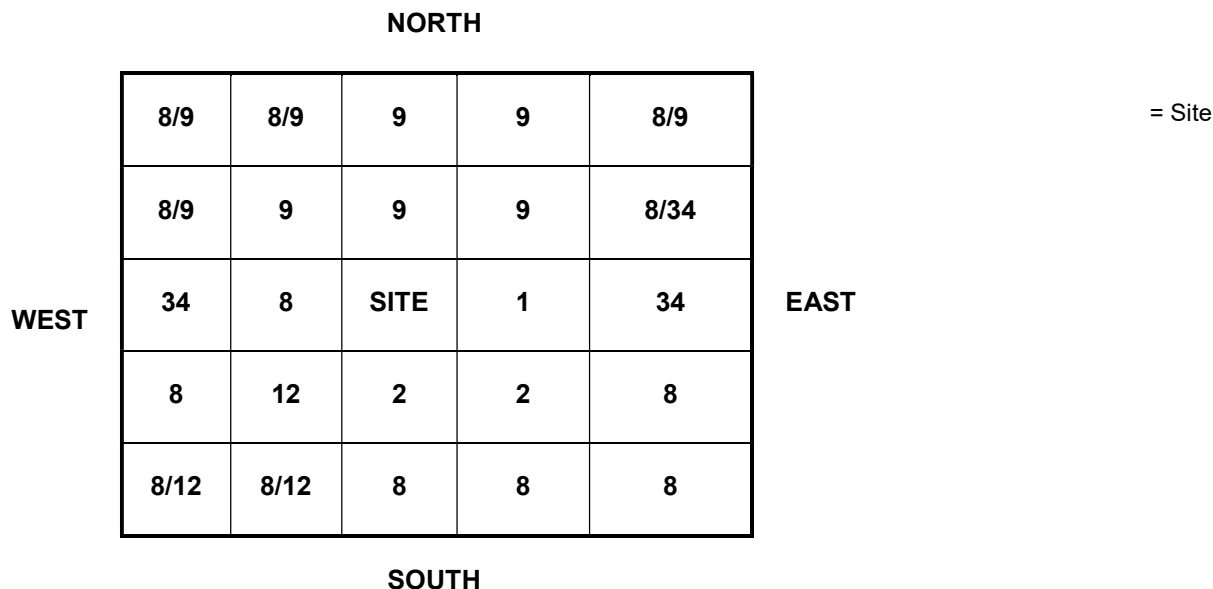 NORTH
8/9 8/9 9 9 8/9
= Site
8/9 9 9 9 8/34
WEST
34 8 SITE 1 34
EAST
8 12 2 2 8
8/12 8/12 8 8 8
SOUTH